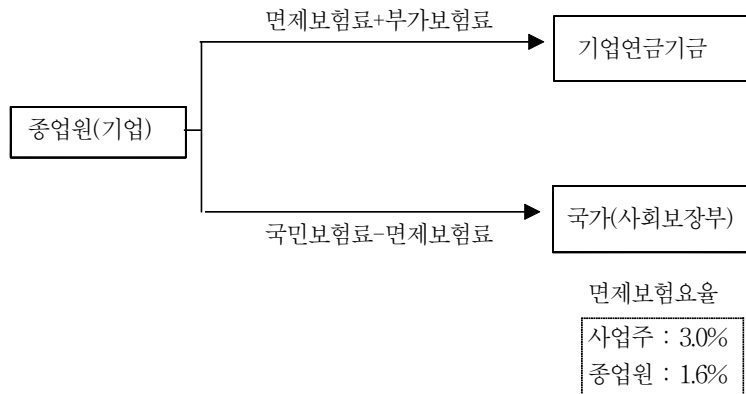 면제보험료+부가보험료
기업연금기금
종업원(기업)
국가(사회보장부)
국민보험료-면제보험료
면제보험요율
사업주 : 3.0%
종업원 : 1.6%